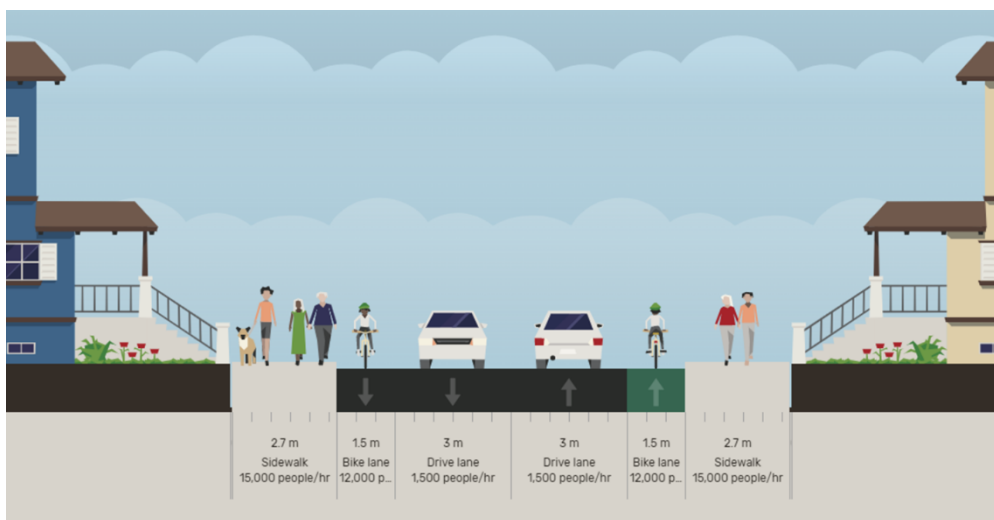 2.7 m
Sidewalk
15,000 people/hr
1.5 m
Bike lane
12,000 p...
3 m
Drive lane
1,500 people/hr
3 m
Drive lane
1,500 people/hr
1.5 m
Bike lane
12,000 p...
2.7 m
Sidewalk
15,000 people/hr